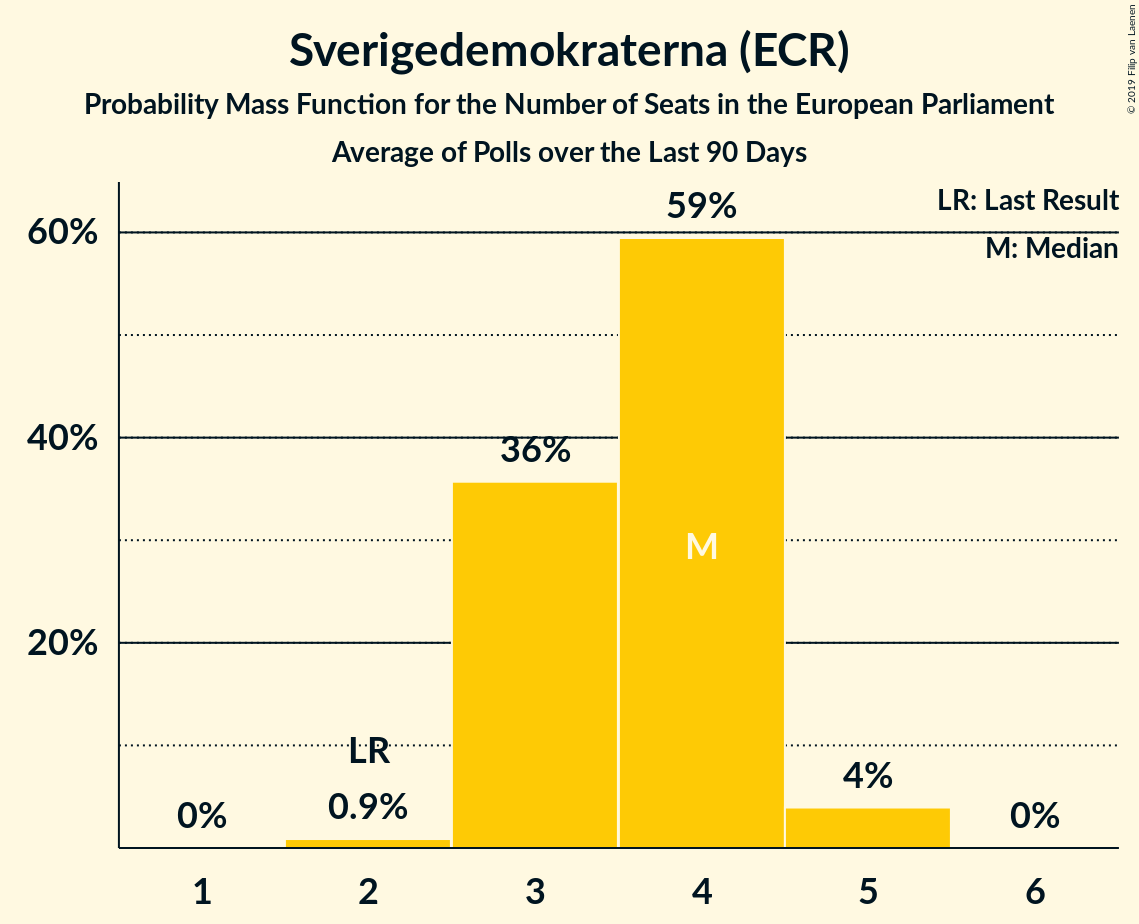 Sverigedemokraterna (ECR)
Probability Mass Function for the Number of Seats in the European Parliament
Average of Polls over the Last 90 Days
© 2019 Filip van Laenen
LR: Last Result
M: Median
59%
60%
40%
36%
M
20%
LR
4%
0%
0.9%
0%
1 2 3 4 5 6